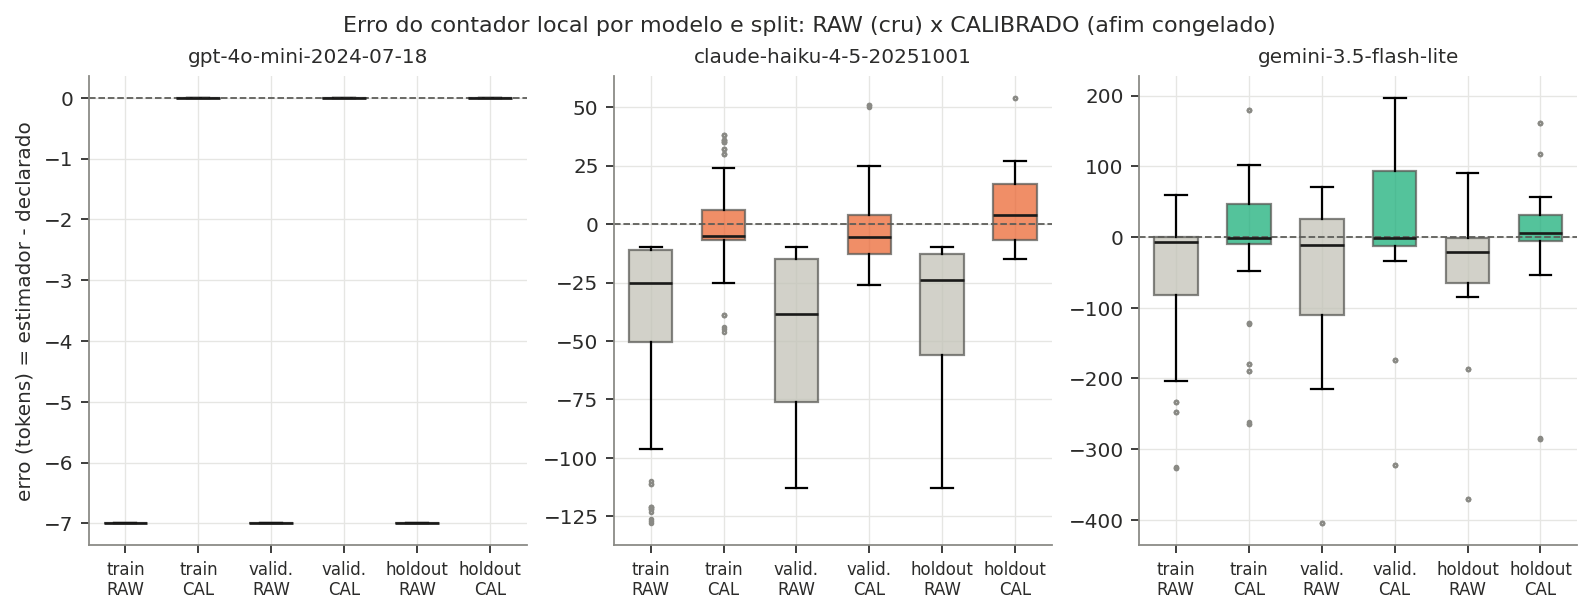 Erro do contador local por modelo e split: RAW (cru) x CALIBRADO (afim congelado)
gpt-4o-mini-2024-07-18
claude-haiku-4-5-20251001
gemini-3.5-flash-lite
erro (tokens) = estimador - declarado
0
−1
−2
−3
−4
−5
−6
−7
train RAW
train CAL
valid. RAW
valid. CAL
holdout RAW
holdout CAL
50
25
0
−25
−50
−75
−100
−125
train RAW
train CAL
valid. RAW
valid. CAL
holdout RAW
holdout CAL
200
100
0
−100
−200
−300
−400
train RAW
train CAL
valid. RAW
valid. CAL
holdout RAW
holdout CAL